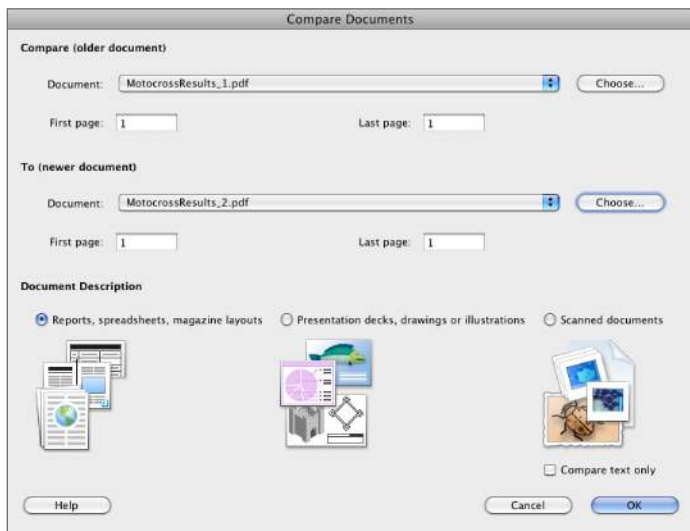 Compare Documents
Compare (older document)
Document: MotocrossResults_1.pdf Choose...
First page: 1 Last page: 1
To (newer document)
Document: MotocrossResults_2.pdf Choose...
First page: 1 Last page: 1
Document Description
Reports, spreadsheets, magazine layouts Presentation decks, drawings or illustrations Scanned documents
Compare text only
Help Cancel OK